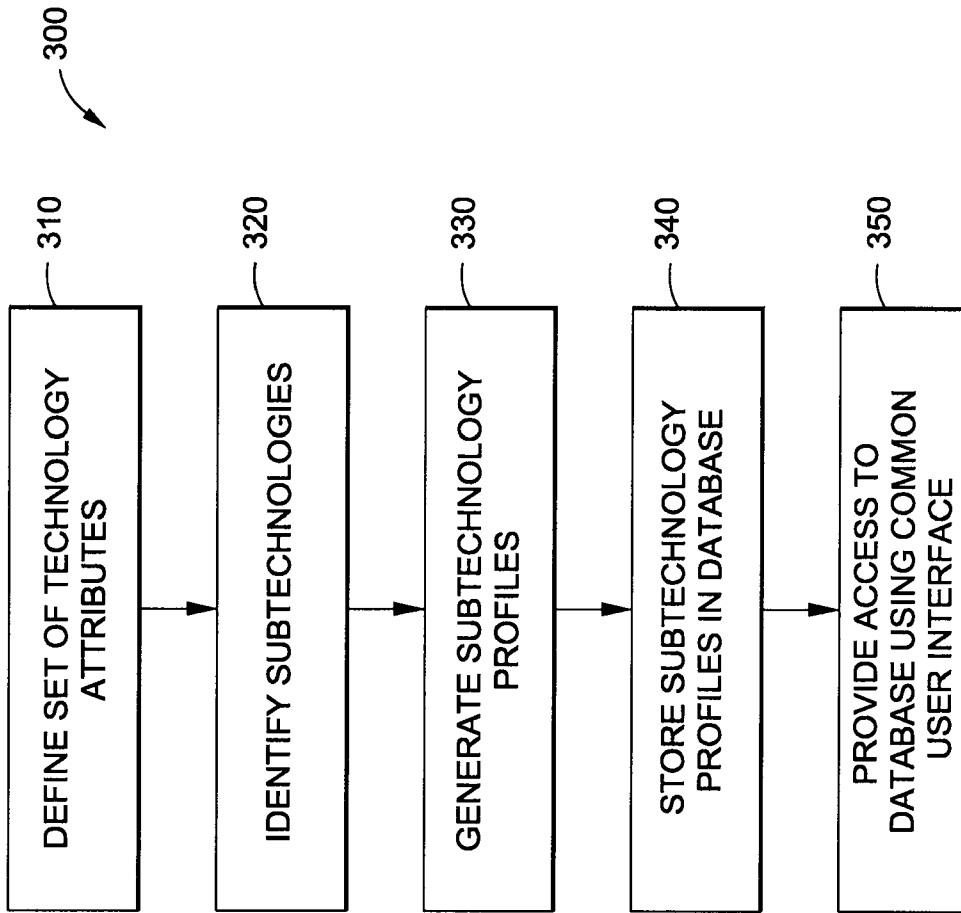 300
310
DEFINE SET OF TECHNOLOGY
ATTRIBUTES
320
IDENTIFY SUBTECHNOLOGIES
330
GENERATE SUBTECHNOLOGY
PROFILES
340
STORE SUBTECHNOLOGY
PROFILES IN DATABASE
350
PROVIDE ACCESS TO
DATABASE USING COMMON
USER INTERFACE